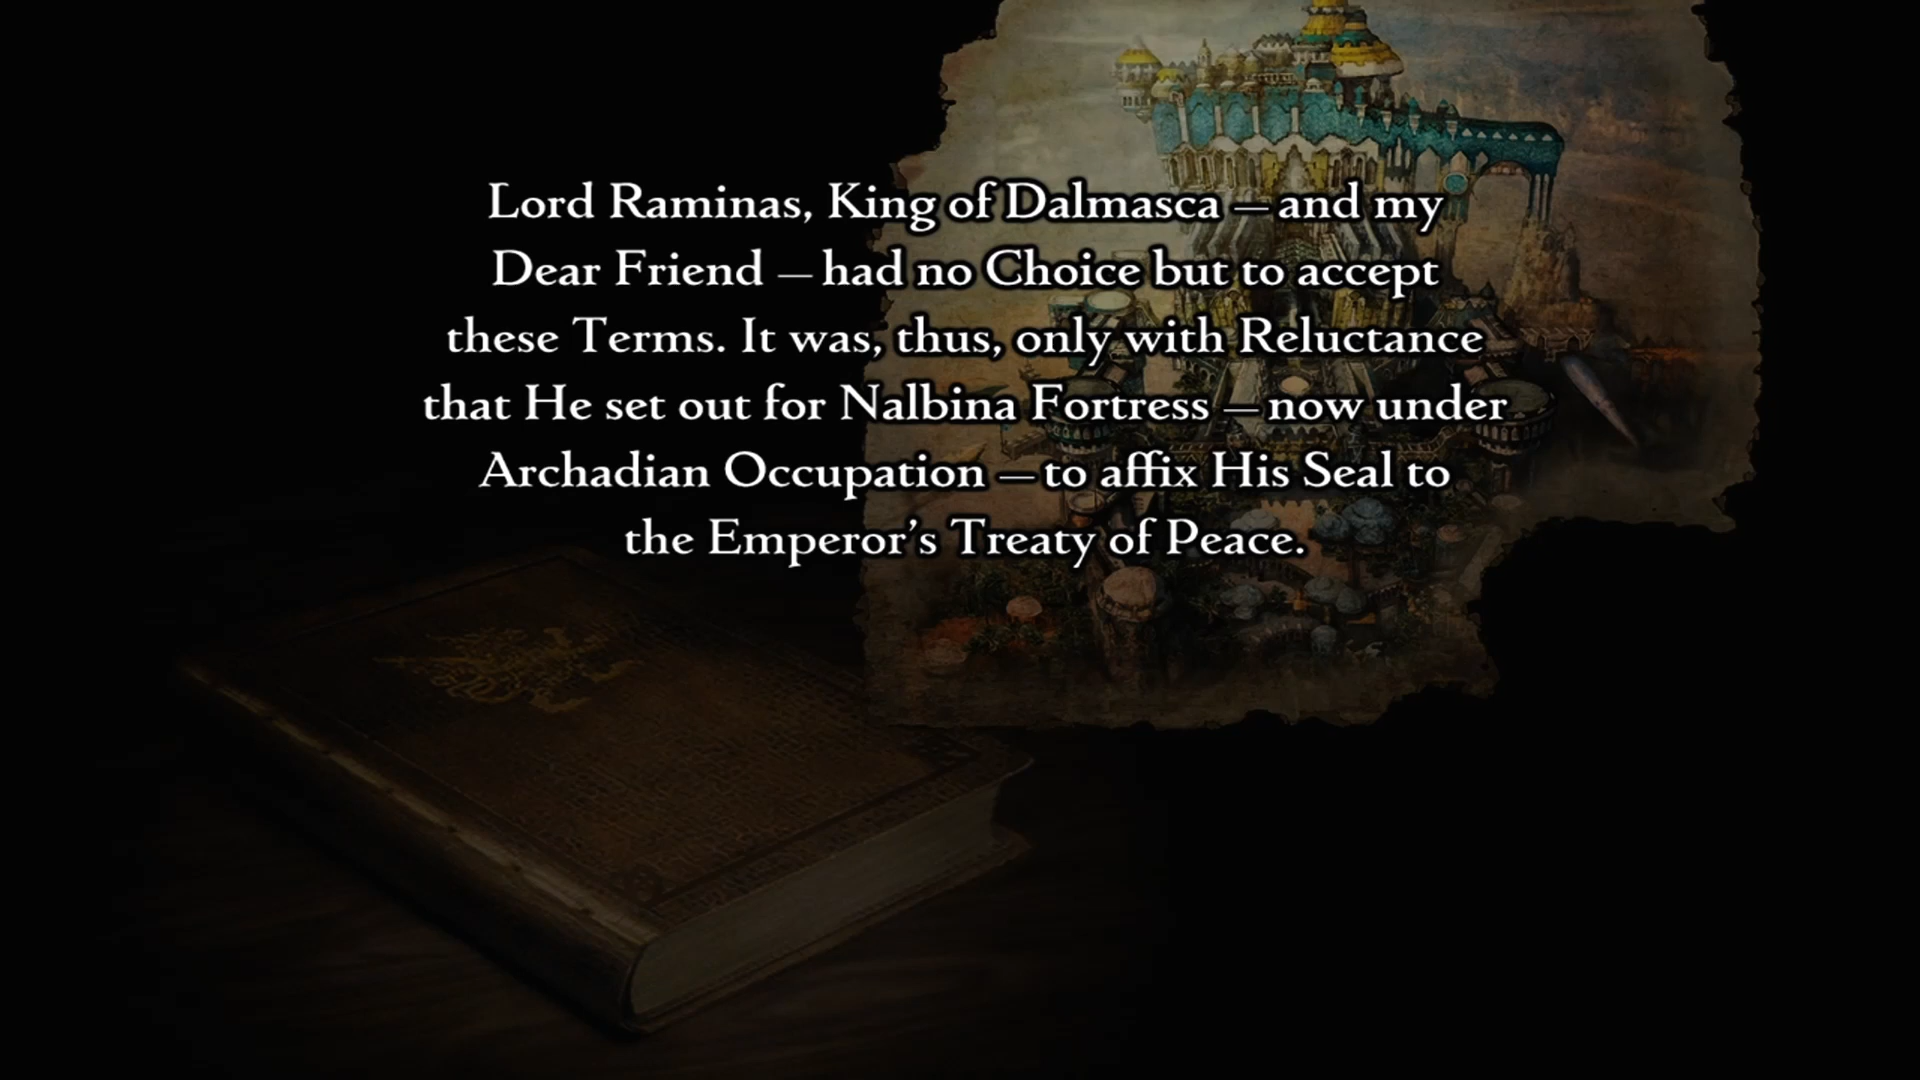 Lord Raminas, King of Dalmasca — and my
Dear Friend — had no Choice but to accept
these Terms. It was, thus, only with Reluctance
that He set out for Nalbina Fortress — now under
Archadian Occupation — to affix His Seal to
the Emperor’s Treaty of Peace.